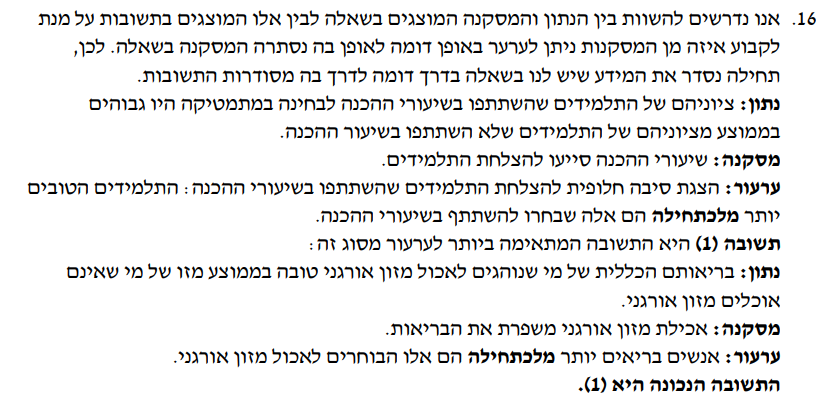 16. אנו נדרשים להשוות בין הנתון והמסקנה המוצגים בשאלה לבין אלו המוצגים בתשובות על מנת
לקבוע איזה מן המסקנות ניתן לערער באופן דומה לאופן בה נסתרה המסקנה בשאלה. לכן,
תחילה נסדר את המידע שיש לנו בשאלה בדרך דומה לדרך בה מסודרות התשובות.
נתון: ציוניהם של התלמידים שהשתתפו בשיעורי ההכנה לבחינה במתמטיקה היו גבוהים
בממוצע מציוניהם של התלמידים שלא השתתפו בשיעור ההכנה.
מסקנה: שיעורי ההכנה סייעו להצלחת התלמידים.
ערעור: הצגת סיבה חלופית להצלחת התלמידים שהשתתפו בשיעורי ההכנה: התלמידים הטובים
יותר מלכתחילה הם אלה שבחרו להשתתף בשיעורי ההכנה.
תשובה (1) היא התשובה המתאימה ביותר לערעור מסוג זה:
נתון: בריאותם הכללית של מי שנוהגים לאכול מזון אורגני טובה בממוצע מזו של מי שאינם
אוכלים מזון אורגני.
מסקנה: אכילת מזון אורגני משפרת את הבריאות.
ערעור: אנשים בריאים יותר מלכתחילה הם אלו הבוחרים לאכול מזון אורגני.
התשובה הנכונה היא (1).